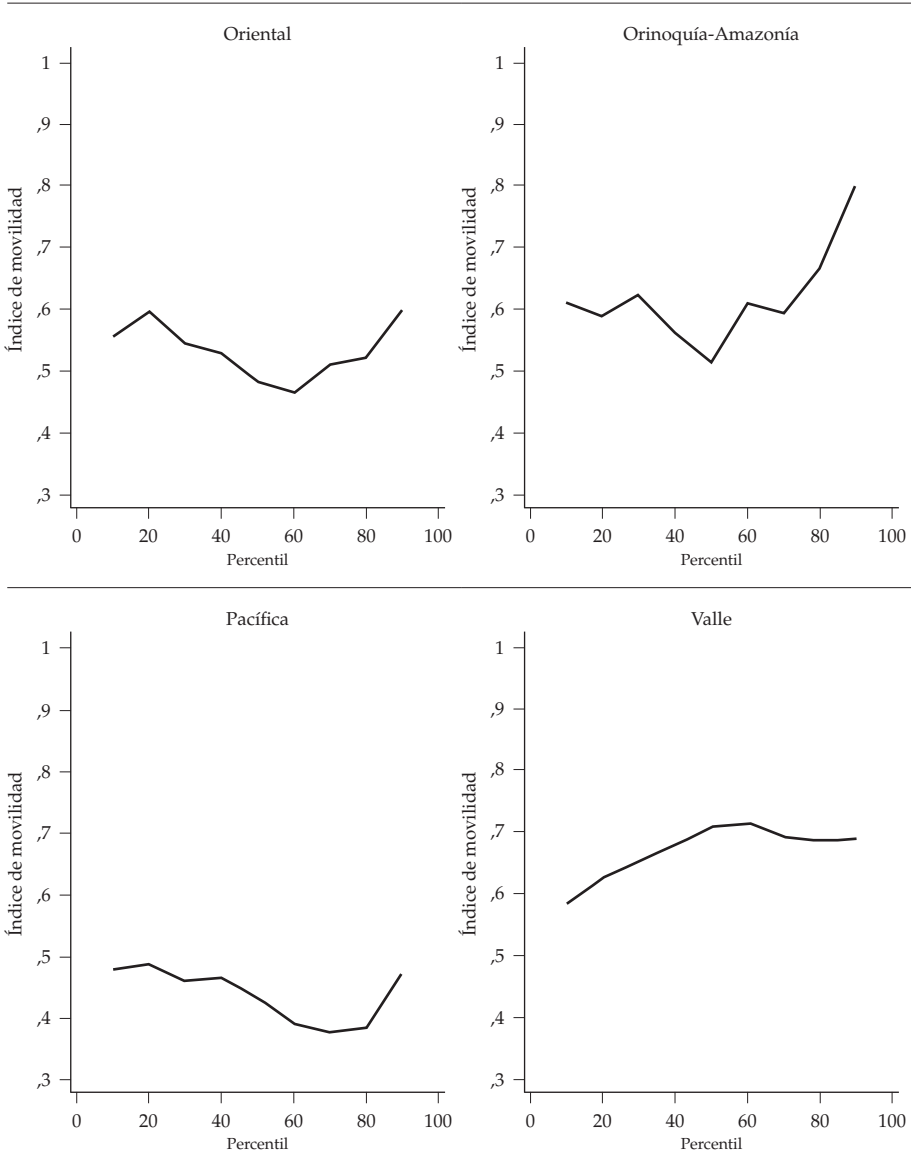 Oriental
Índice de movilidad
1
,9
,8
,7
,6
,5
,4
,3
0 20 40 60 80 100
Percentil
Orinoquía-Amazonía
Índice de movilidad
1
,9
,8
,7
,6
,5
,4
,3
0 20 40 60 80 100
Percentil
Pacífica
Índice de movilidad
1
,9
,8
,7
,6
,5
,4
,3
0 20 40 60 80 100
Percentil
Valle
Índice de movilidad
1
,9
,8
,7
,6
,5
,4
,3
0 20 40 60 80 100
Percentil